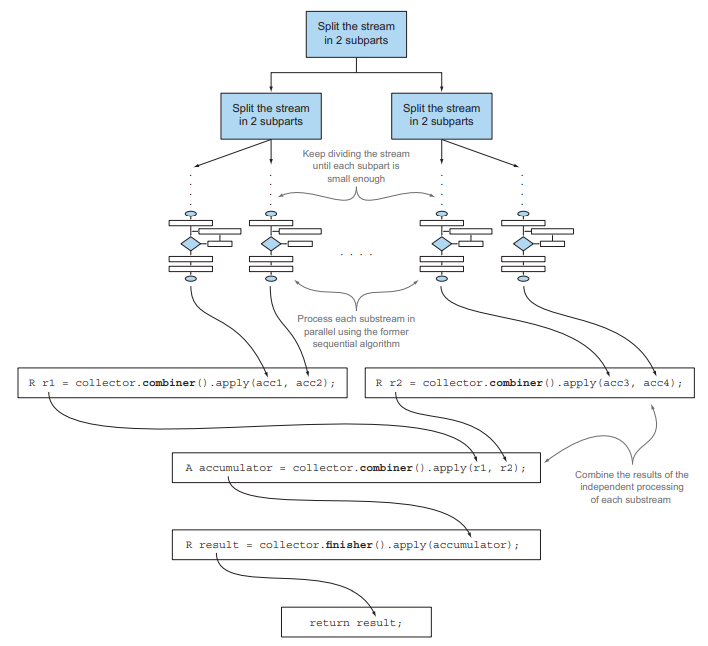 Split the stream
in 2 subparts
Split the stream
in 2 subparts
Split the stream
in 2 subparts
Keep dividing the stream
until each subpart is
small enough
. . . .
Process each substream in
parallel using the former
sequential algorithm
R r1 = collector.combiner().apply(acc1, acc2);
R r2 = collector.combiner().apply(acc3, acc4);
A accumulator = collector.combiner().apply(r1, r2);
Combine the results of the
independent processing
of each substream
R result = collector.finisher().apply(accumulator);
return result;